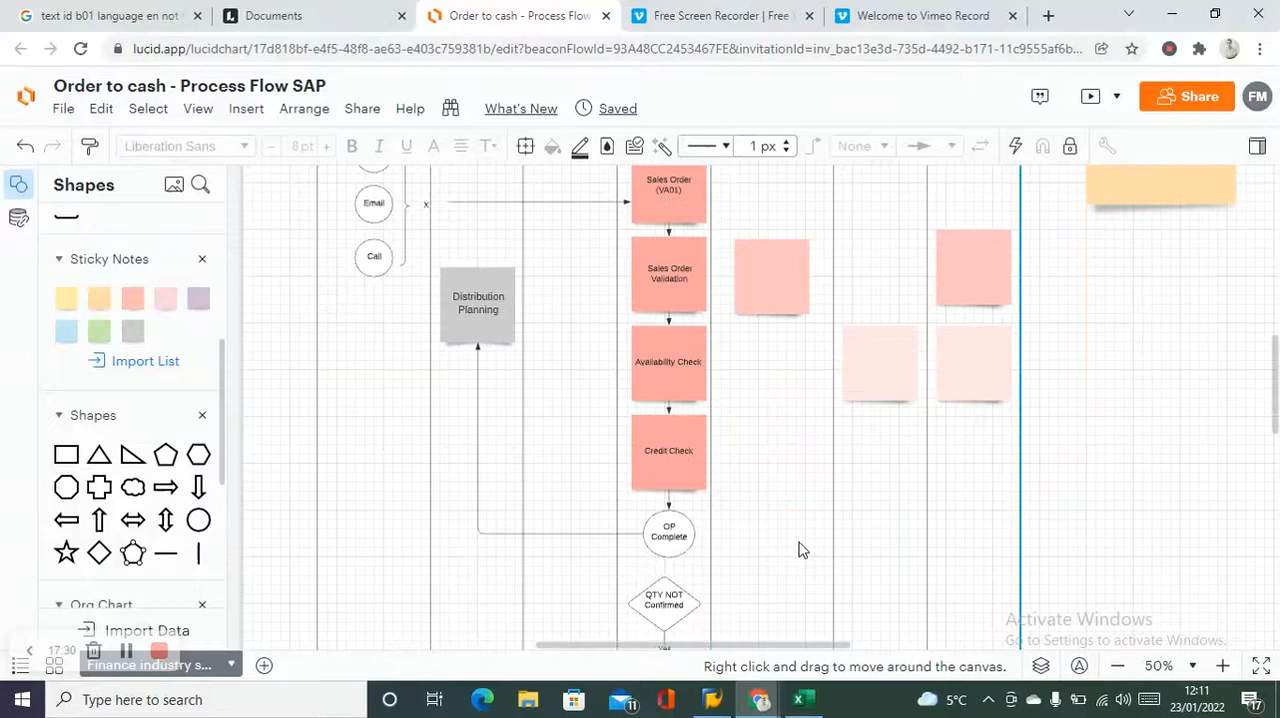 text id b01 language en not
Documents
Order to cash - Process Flow
Free Screen Recorder | Free
Welcome to Vimeo Record
lucid.app/lucidchart/17d818bf-e4f5-48f8-ae63-e403c759381b/edit?beaconFlowId=93A48CC2453467FE&invitationId=inv_bac13e3d-735d-4492-b171-11c9555af6b...
Order to cash - Process Flow SAP
Share
FM
File Edit Select View Insert Arrange Share Help What's New Saved
Liberation Sans 8 pt B I U A T 1 px None
Shapes
Sticky Notes
Import List
Shapes
Org Chart
Import Data
Sales Order
(VA01)
Email
X
Call
Sales Order
Validation
Distribution
Planning
Availability Check
Credit Check
OP
Complete
QTY NOT
Confirmed
Yes
Activate Windows
Go to Settings to activate Windows.
17:30
Finance industry s...
Right click and drag to move around the canvas.
50%
Type here to search
11
5°C
12:11
23/01/2022
17